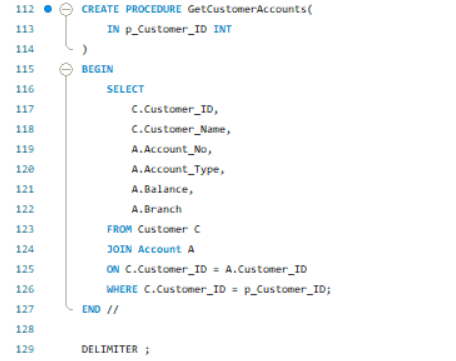 112 CREATE PROCEDURE GetCustomerAccounts(
113 IN p_Customer_ID INT
114 )
115 BEGIN
116 SELECT
117 C.Customer_ID,
118 C.Customer_Name,
119 A.Account_No,
120 A.Account_Type,
121 A.Balance,
122 A.Branch
123 FROM Customer C
124 JOIN Account A
125 ON C.Customer_ID = A.Customer_ID
126 WHERE C.Customer_ID = p_Customer_ID;
127 END //
128
129 DELIMITER ;